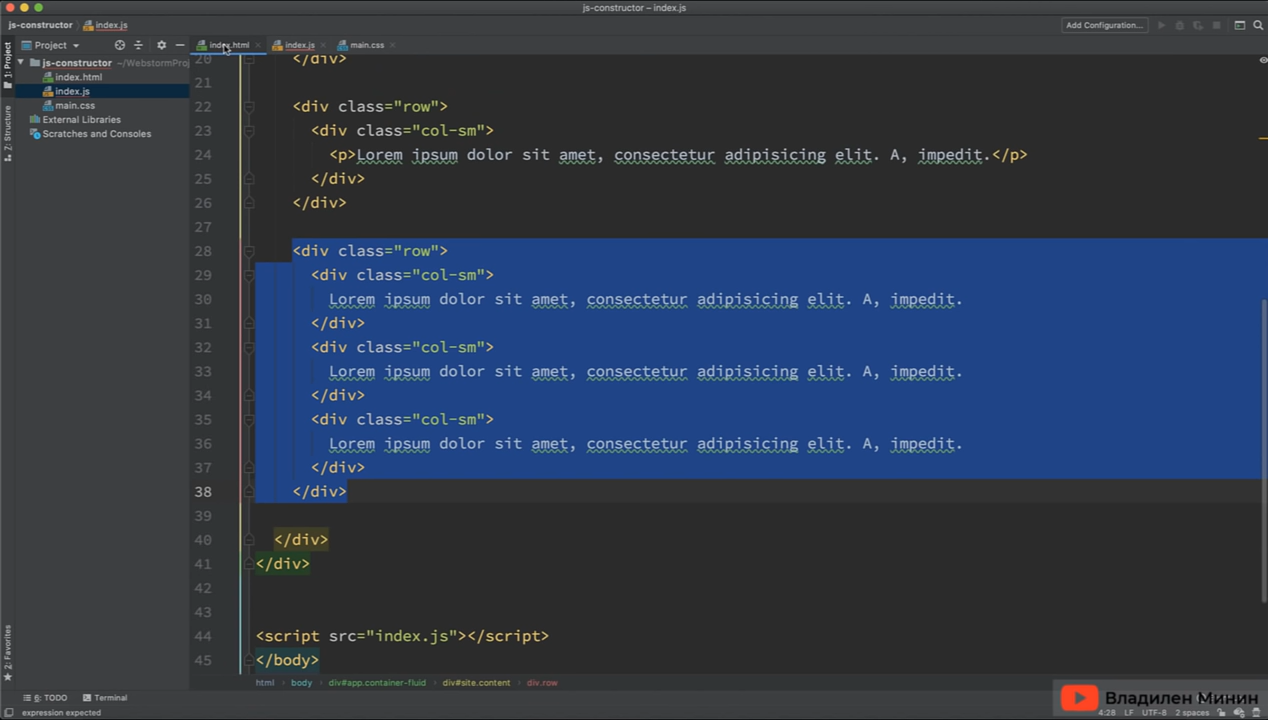 js-constructor – index.js
js-constructor
index.js
Add Configuration...
Project
index.html
index.js
main.css
1: Project
7: Structure
2: Favorites
js-constructor ~/WebstormProj
index.html
index.js
main.css
External Libraries
Scratches and Consoles
20 </div>
21
22 <div class="row">
23 <div class="col-sm">
24 <p>Lorem ipsum dolor sit amet, consectetur adipisicing elit. A, impedit.</p>
25 </div>
26 </div>
27
28 <div class="row">
29 <div class="col-sm">
30 Lorem ipsum dolor sit amet, consectetur adipisicing elit. A, impedit.
31 </div>
32 <div class="col-sm">
33 Lorem ipsum dolor sit amet, consectetur adipisicing elit. A, impedit.
34 </div>
35 <div class="col-sm">
36 Lorem ipsum dolor sit amet, consectetur adipisicing elit. A, impedit.
37 </div>
38 </div>
39
40 </div>
41 </div>
42
43
44 <script src="index.js"></script>
45 </body>
html body div#app.container-fluid div#site.content div.row
6: TODO
Terminal
Владилен Минин
expression expected
4:28 LF UTF-8 2 spaces